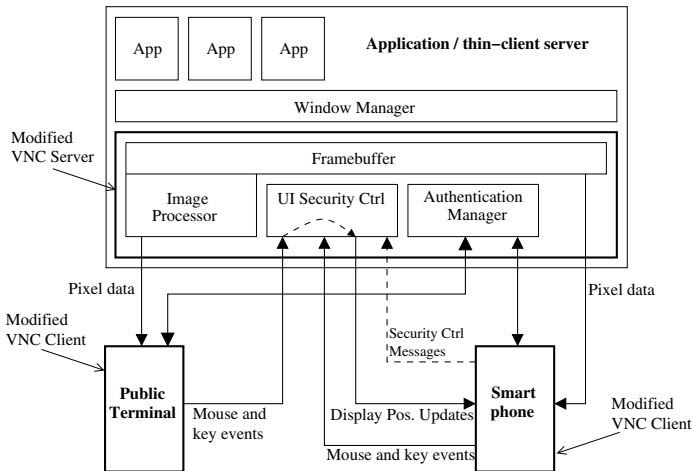 App App App
Application / thin−client server
Window Manager
Modified
VNC Server
Framebuffer
Image
Processor
UI Security Ctrl
Authentication
Manager
Pixel data
Pixel data
Modified
VNC Client
Security Ctrl
Messages
Public
Terminal
Smart
phone
Mouse and
key events
Display Pos. Updates
Mouse and key events
Modified
VNC Client